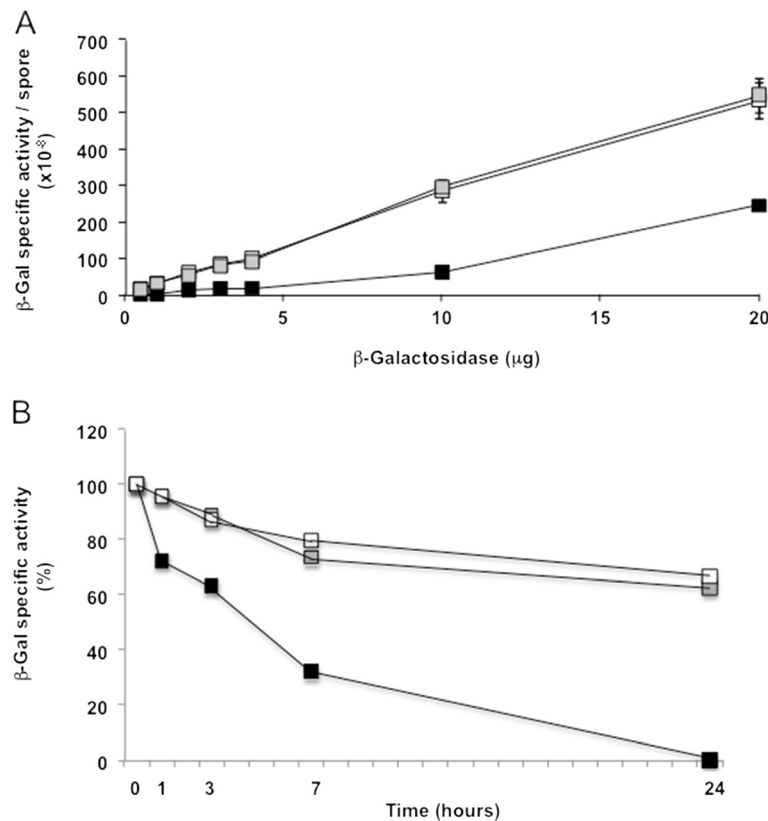 A
β-Gal specific activity / spore
(x10⁻⁸)
700
600
500
400
300
200
100
0
0 5 10 15 20
β-Galactosidase (μg)
B
β-Gal specific activity
(%)
120
100
80
60
40
20
0
0 1 3 7 24
Time (hours)